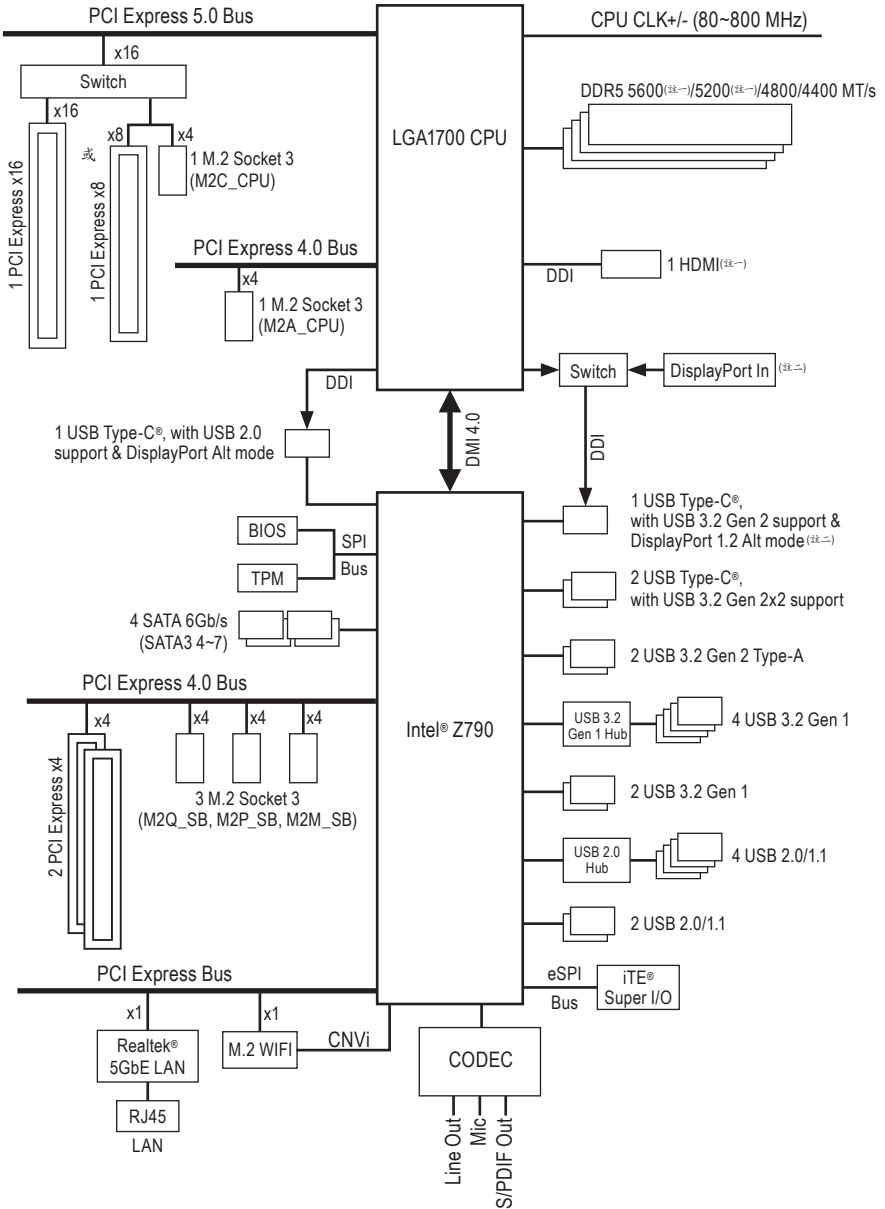 PCI Express 5.0 Bus
CPU CLK+/- (80~800 MHz)
x16
Switch
DDR5 5600(註一)/5200(註一)/4800/4400 MT/s
x16
x8
x4
LGA1700 CPU
或
1 M.2 Socket 3
(M2C_CPU)
1 PCI Express x16
1 PCI Express x8
PCI Express 4.0 Bus
x4
1 M.2 Socket 3
(M2A_CPU)
DDI
1 HDMI(註一)
DDI
Switch
DisplayPort In (註二)
DMI 4.0
DDI
1 USB Type-C®, with USB 2.0
support & DisplayPort Alt mode
1 USB Type-C®,
with USB 3.2 Gen 2 support &
DisplayPort 1.2 Alt mode(註二)
BIOS
SPI
Bus
TPM
2 USB Type-C®,
with USB 3.2 Gen 2x2 support
4 SATA 6Gb/s
(SATA3 4~7)
2 USB 3.2 Gen 2 Type-A
PCI Express 4.0 Bus
x4
x4
x4
x4
Intel® Z790
USB 3.2
Gen 1 Hub
4 USB 3.2 Gen 1
2 PCI Express x4
3 M.2 Socket 3
(M2Q_SB, M2P_SB, M2M_SB)
2 USB 3.2 Gen 1
USB 2.0
Hub
4 USB 2.0/1.1
2 USB 2.0/1.1
PCI Express Bus
eSPI
Bus
iTE®
Super I/O
x1
x1
Realtek®
5GbE LAN
M.2 WIFI
CNVi
CODEC
RJ45
LAN
Line Out
Mic
S/PDIF Out